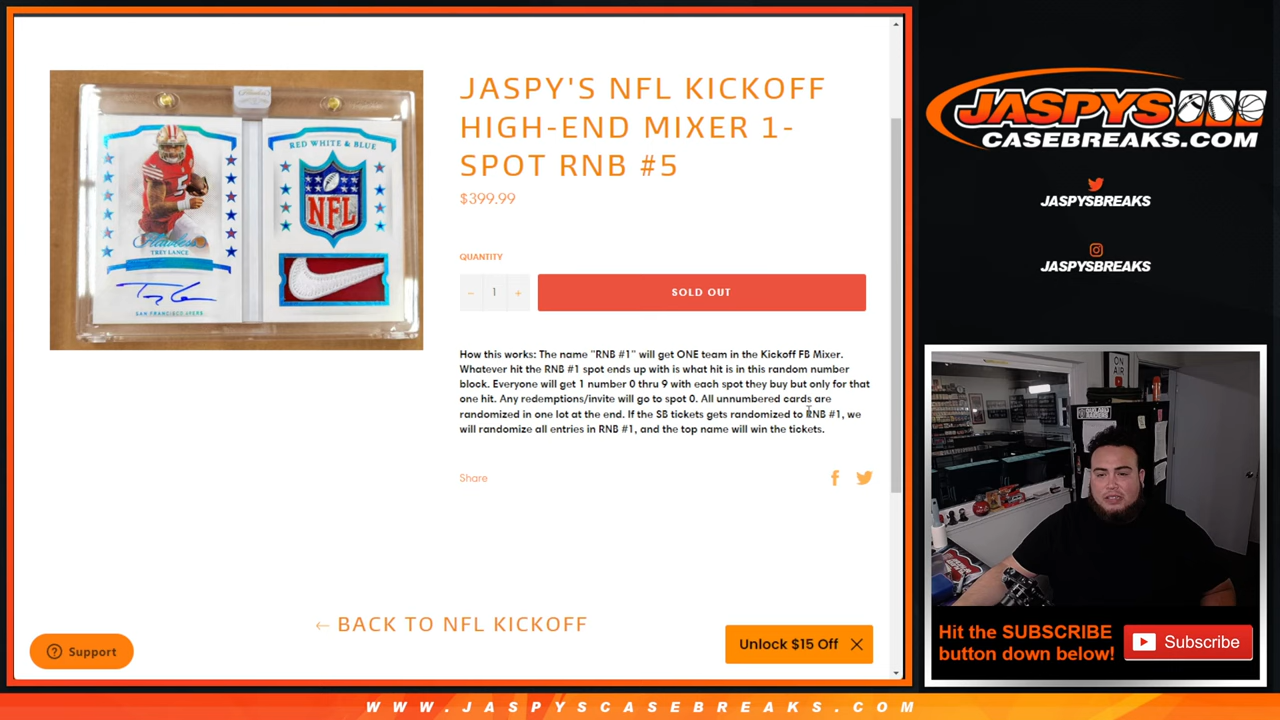 JASPY'S NFL KICKOFF
HIGH-END MIXER 1-
SPOT RNB #5
$399.99
QUANTITY
− 1 +
SOLD OUT
How this works: The name "RNB #1" will get ONE team in the Kickoff FB Mixer.
Whatever hit the RNB #1 spot ends up with is what hit is in this random number
block. Everyone will get 1 number 0 thru 9 with each spot they buy but only for that
one hit. Any redemptions/invite will go to spot 0. All unnumbered cards are
randomized in one lot at the end. If the SB tickets gets randomized to RNB #1, we
will randomize all entries in RNB #1, and the top name will win the tickets.
Share
← BACK TO NFL KICKOFF
Support
Unlock $15 Off
RED WHITE & BLUE
NFL
5
Flawless
TREY LANCE
SAN FRANCISCO 49ERS
JASPYS
CASEBREAKS.COM
JASPYSBREAKS
JASPYSBREAKS
ON
AIR
Hit the SUBSCRIBE
button down below!
Subscribe
WWW.JASPYSCASEBREAKS.COM